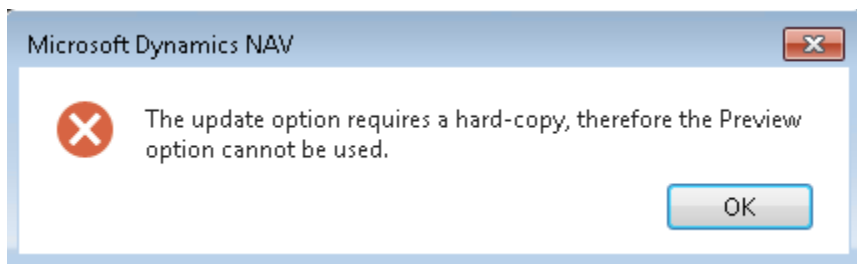 Microsoft Dynamics NAV
The update option requires a hard-copy, therefore the Preview
option cannot be used.
OK